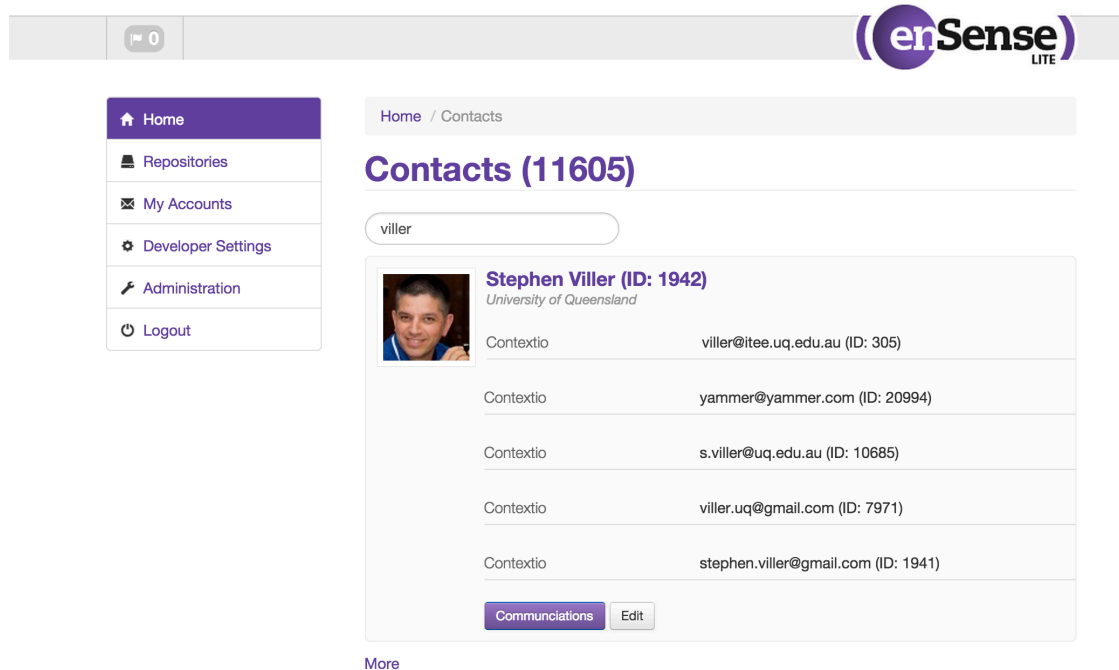 0
enSense
LITE
Home
Repositories
My Accounts
Developer Settings
Administration
Logout
Home / Contacts
Contacts (11605)
viller
Stephen Viller (ID: 1942)
University of Queensland
Contextio viller@itee.uq.edu.au (ID: 305)
Contextio yammer@yammer.com (ID: 20994)
Contextio s.viller@uq.edu.au (ID: 10685)
Contextio viller.uq@gmail.com (ID: 7971)
Contextio stephen.viller@gmail.com (ID: 1941)
Communciations Edit
More